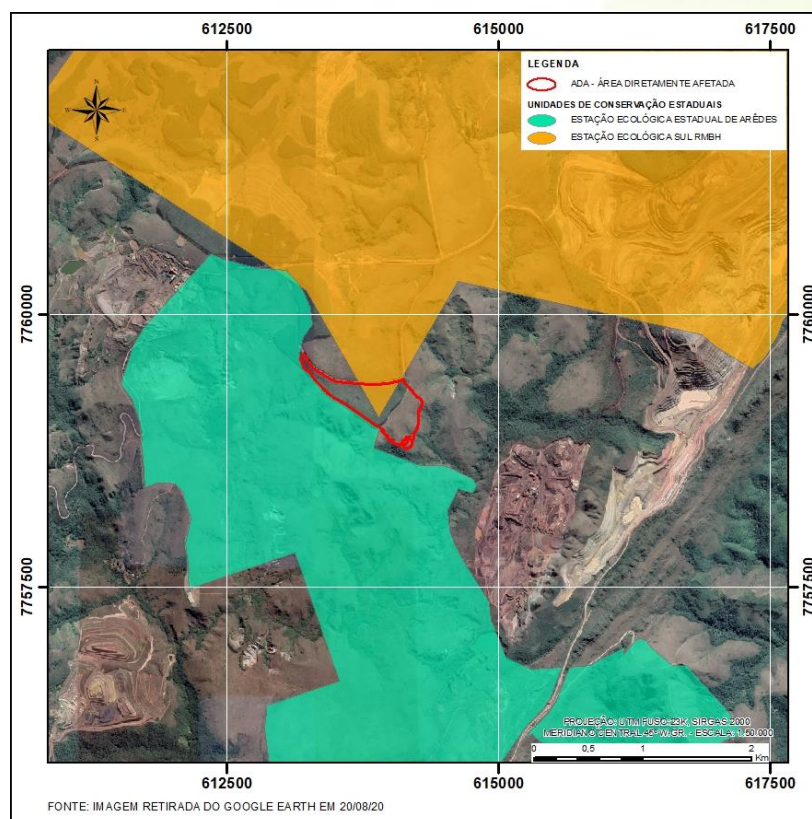 612500 615000 617500
LEGENDA
ADA - ÁREA DIRETAMENTE AFETADA
UNIDADES DE CONSERVAÇÃO ESTADUAIS
ESTAÇÃO ECOLÓGICA ESTADUAL DE ARÊDES
ESTAÇÃO ECOLÓGICA SUL RMBH
N
W E
S
7760000 7760000
7757500 7757500
PROJEÇÃO: UTM FUSO-23K, SIRGAS 2000
MERIDIANO CENTRAL 45° W.GR. - ESCALA: 1:50.000
0 0,5 1 2
Km
612500 615000 617500
FONTE: IMAGEM RETIRADA DO GOOGLE EARTH EM 20/08/20